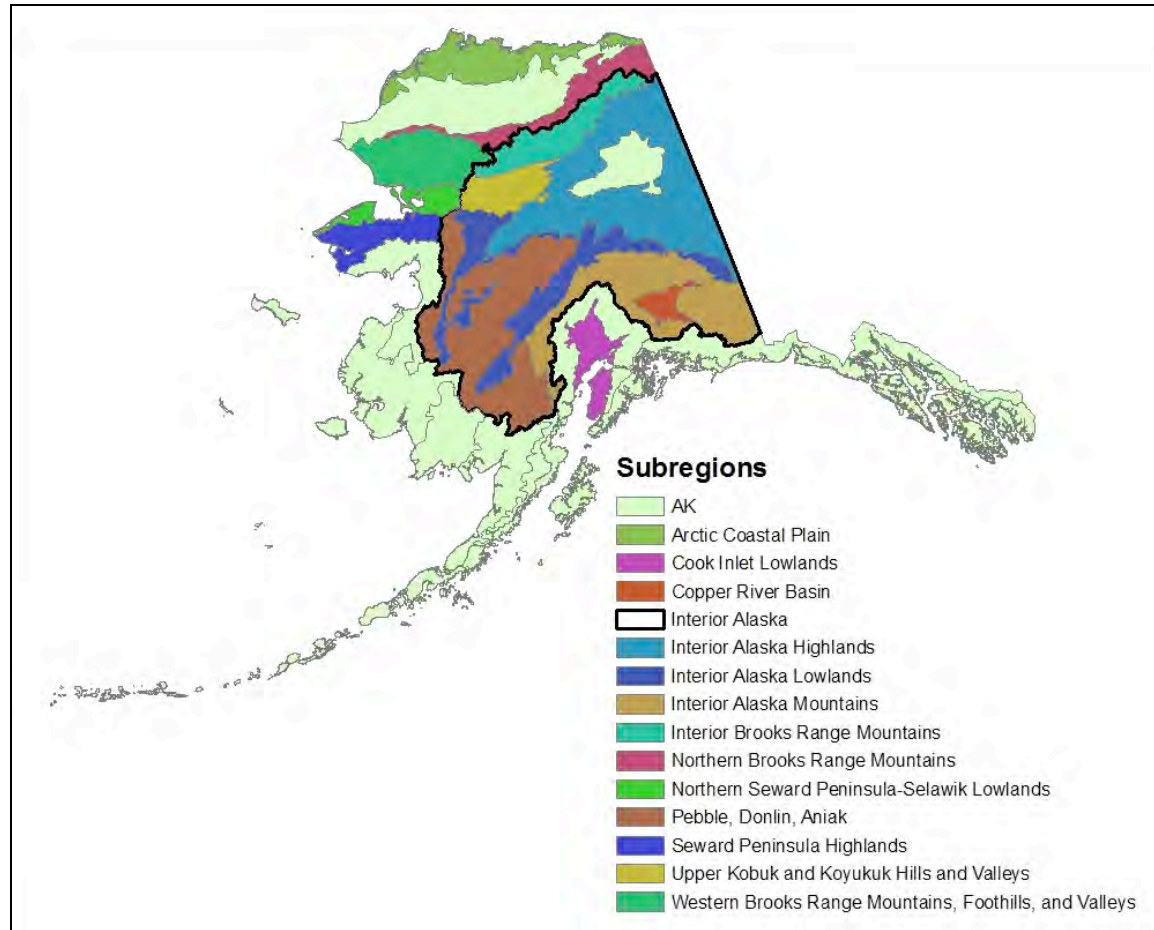 Subregions
AK
Arctic Coastal Plain
Cook Inlet Lowlands
Copper River Basin
Interior Alaska
Interior Alaska Highlands
Interior Alaska Lowlands
Interior Alaska Mountains
Interior Brooks Range Mountains
Northern Brooks Range Mountains
Northern Seward Peninsula-Selawik Lowlands
Pebble, Donlin, Aniak
Seward Peninsula Highlands
Upper Kobuk and Koyukuk Hills and Valleys
Western Brooks Range Mountains, Foothills, and Valleys